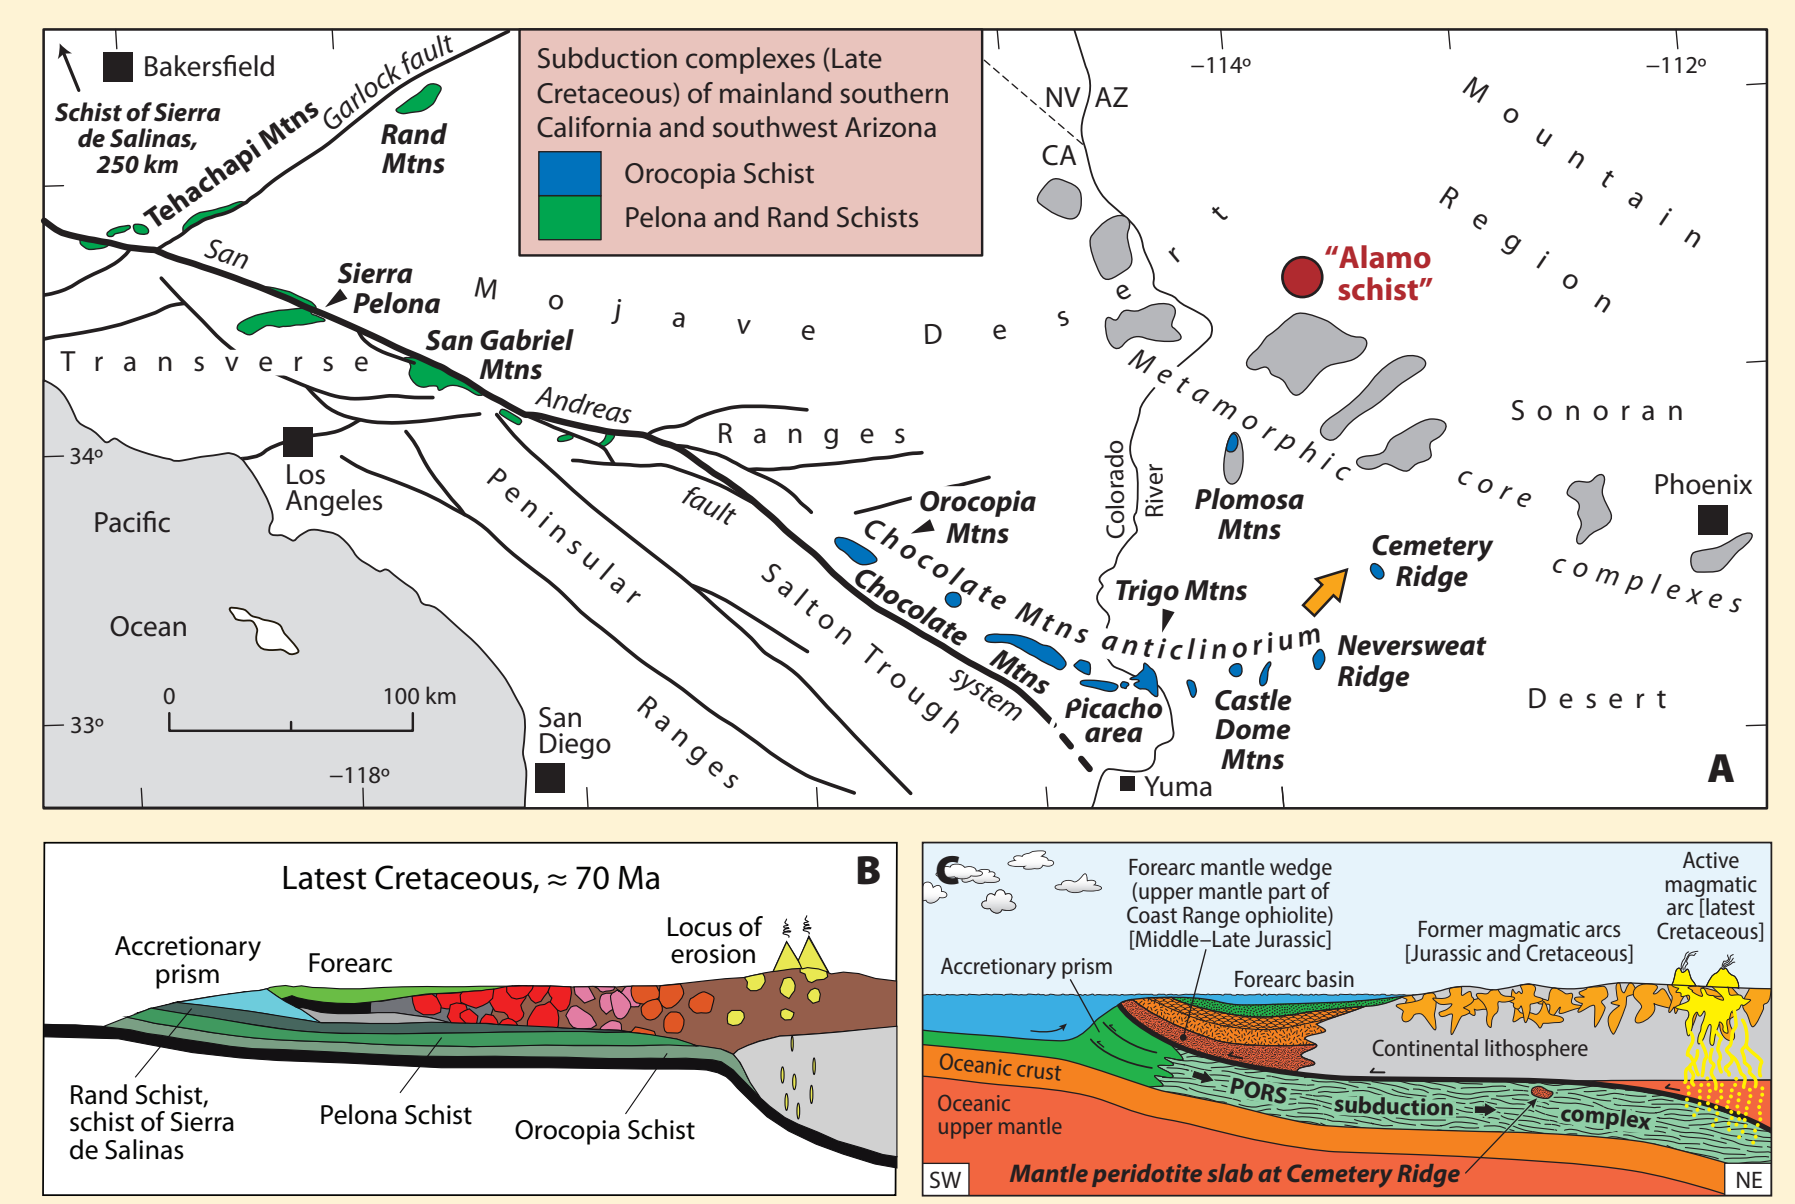 Bakersfield
Schist of Sierra
de Salinas,
250 km
Tehachapi Mtns
Garlock fault
Rand
Mtns
Subduction complexes (Late
Cretaceous) of mainland southern
California and southwest Arizona
Orocopia Schist
Pelona and Rand Schists
NV AZ
CA
−114º
−112º
Mountain
Region
"Alamo
schist"
San
Andreas
fault
system
Sierra
Pelona
San Gabriel
Mtns
Mojave Desert
Transverse
Ranges
Los
Angeles
34º
Pacific
Ocean
0 100 km
33º
−118º
San
Diego
Peninsular
Ranges
Salton Trough
Orocopia
Mtns
Chocolate Mtns anticlinorium
Chocolate
Mtns
Picacho
area
Colorado
River
Trigo Mtns
Plomosa
Mtns
Castle
Dome
Mtns
Neversweat
Ridge
Cemetery
Ridge
Metamorphic core complexes
Sonoran
Desert
Phoenix
Yuma
A
Latest Cretaceous, ≈ 70 Ma
B
Accretionary
prism
Forearc
Locus of
erosion
Rand Schist,
schist of Sierra
de Salinas
Pelona Schist
Orocopia Schist
C
Forearc mantle wedge
(upper mantle part of
Coast Range ophiolite)
[Middle–Late Jurassic]
Active
magmatic
arc [latest
Cretaceous]
Former magmatic arcs
[Jurassic and Cretaceous]
Accretionary prism
Forearc basin
Continental lithosphere
Oceanic crust
Oceanic
upper mantle
PORS subduction complex
Mantle peridotite slab at Cemetery Ridge
SW
NE